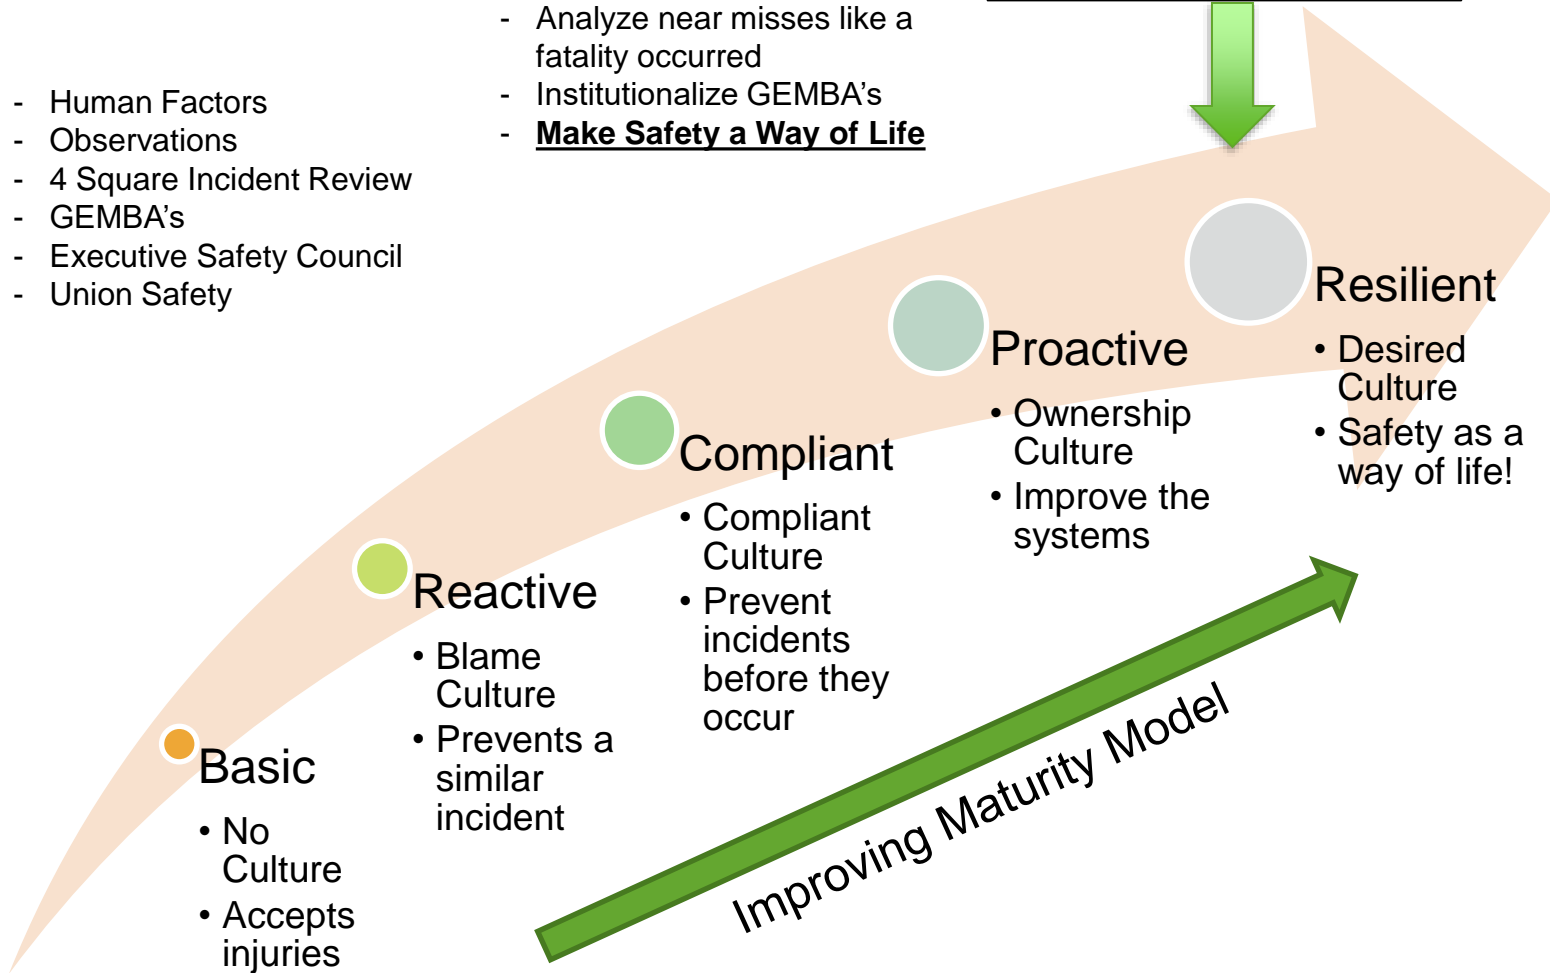 - Analyze near misses like a
fatality occurred
- Institutionalize GEMBA’s
- Make Safety a Way of Life
- Human Factors
- Observations
- 4 Square Incident Review
- GEMBA’s
- Executive Safety Council
- Union Safety
Resilient
• Desired
Culture
• Safety as a
way of life!
Proactive
• Ownership
Culture
• Improve the
systems
Compliant
• Compliant
Culture
• Prevent
incidents
before they
occur
Reactive
• Blame
Culture
• Prevents a
similar
incident
Basic
• No
Culture
• Accepts
injuries
Improving Maturity Model